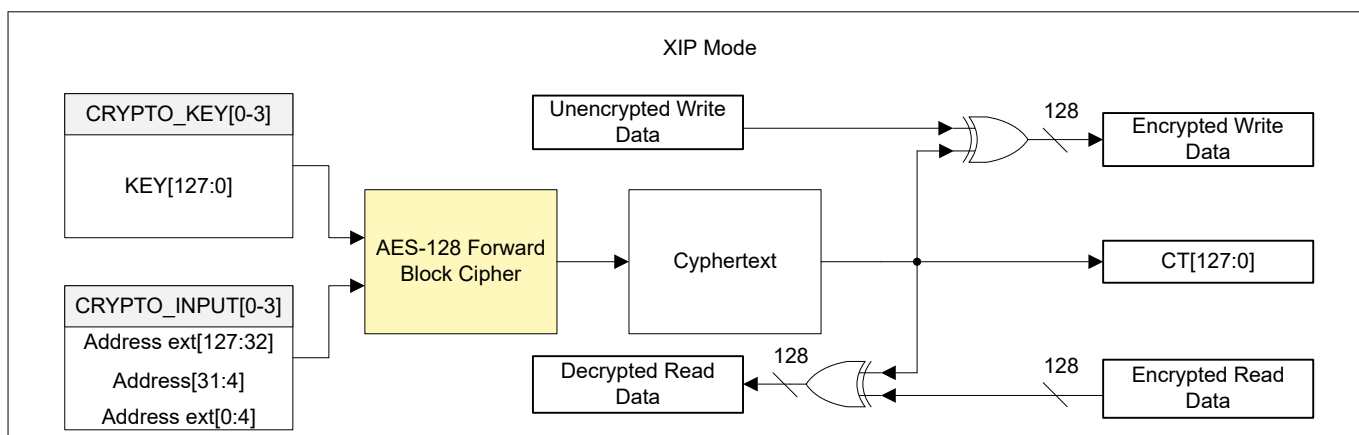 XIP Mode
CRYPTO_KEY[0-3]
KEY[127:0]
CRYPTO_INPUT[0-3]
Address ext[127:32]
Address[31:4]
Address ext[0:4]
AES-128 Forward
Block Cipher
Cyphertext
Unencrypted Write
Data
128
Encrypted Write
Data
CT[127:0]
Decrypted Read
Data
128
128
Encrypted Read
Data